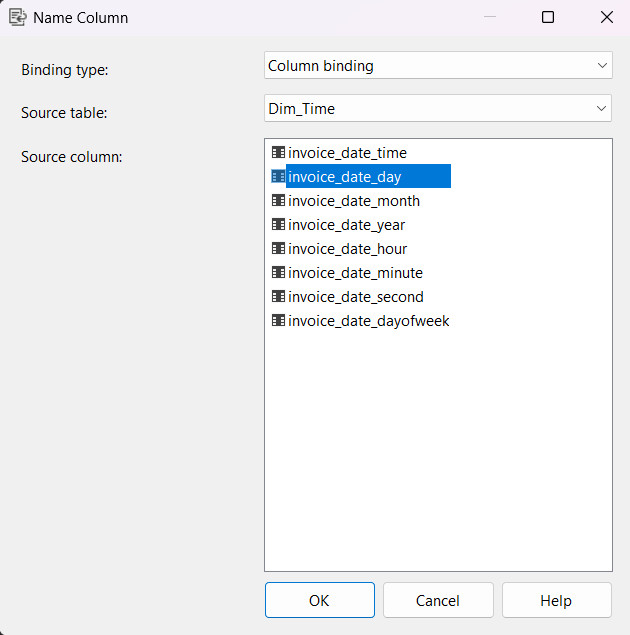 Name Column
Binding type:
Column binding
Source table:
Dim_Time
Source column:
invoice_date_time
invoice_date_day
invoice_date_month
invoice_date_year
invoice_date_hour
invoice_date_minute
invoice_date_second
invoice_date_dayofweek
OK
Cancel
Help